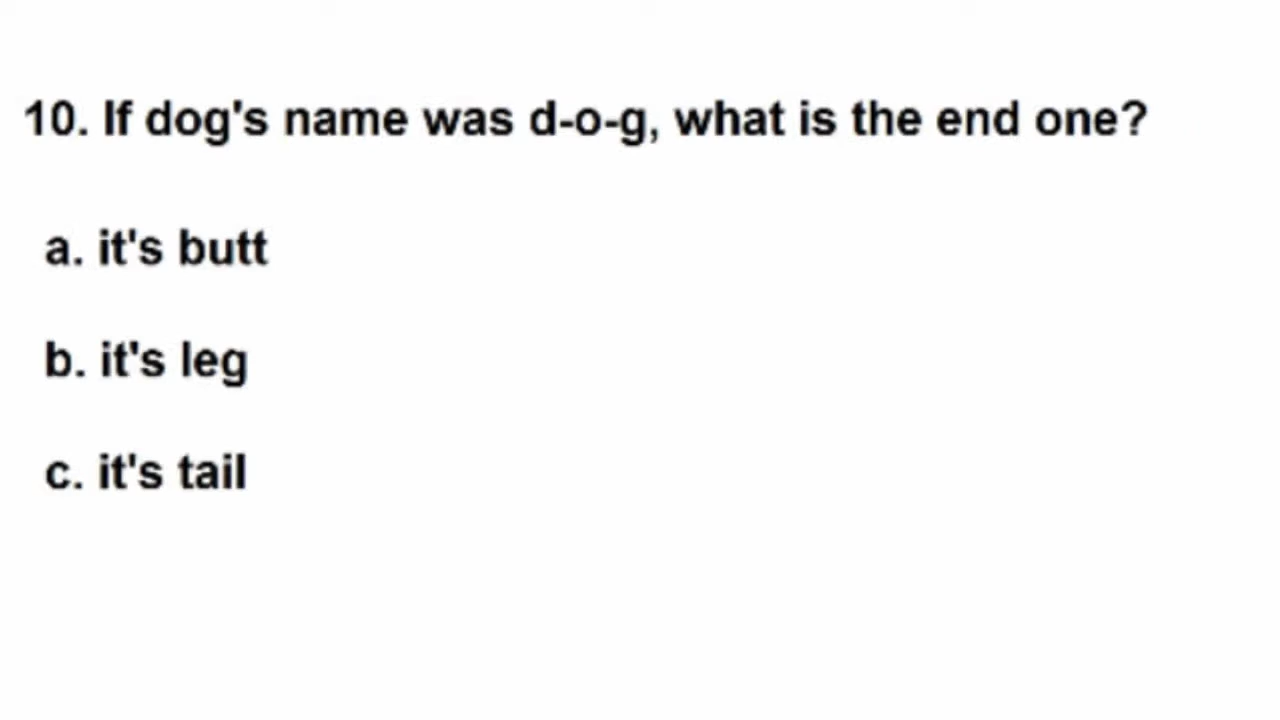 10. If dog's name was d-o-g, what is the end one?
a. it's butt
b. it's leg
c. it's tail